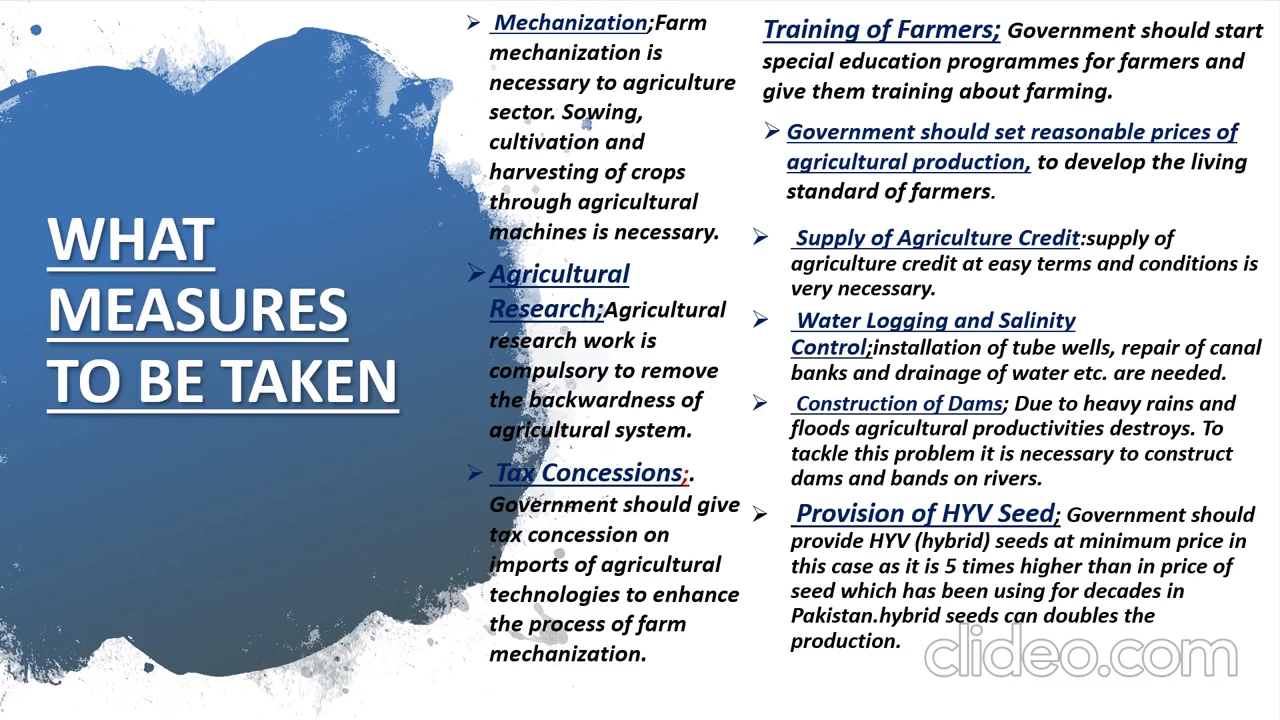 WHAT
MEASURES
TO BE TAKEN
➢ Mechanization;Farm
mechanization is
necessary to agriculture
sector. Sowing,
cultivation and
harvesting of crops
through agricultural
machines is necessary.
➢Agricultural
Research;Agricultural
research work is
compulsory to remove
the backwardness of
agricultural system.
➢ Tax Concessions;.
Government should give
tax concession on
imports of agricultural
technologies to enhance
the process of farm
mechanization.
Training of Farmers; Government should start
special education programmes for farmers and
give them training about farming.
➢Government should set reasonable prices of
agricultural production, to develop the living
standard of farmers.
➢ Supply of Agriculture Credit:supply of
agriculture credit at easy terms and conditions is
very necessary.
➢ Water Logging and Salinity
Control;installation of tube wells, repair of canal
banks and drainage of water etc. are needed.
➢ Construction of Dams; Due to heavy rains and
floods agricultural productivities destroys. To
tackle this problem it is necessary to construct
dams and bands on rivers.
➢ Provision of HYV Seed; Government should
provide HYV (hybrid) seeds at minimum price in
this case as it is 5 times higher than in price of
seed which has been using for decades in
Pakistan.hybrid seeds can doubles the
production.
clideo.com